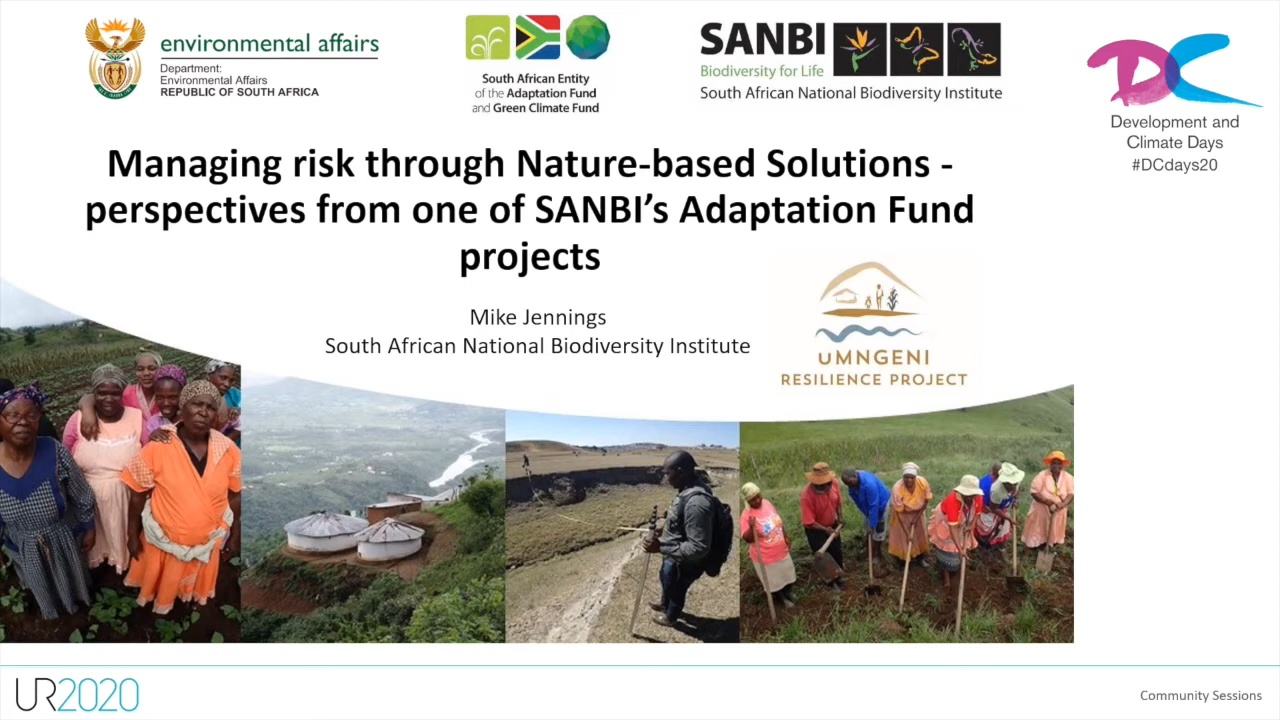 environmental affairs
Department:
Environmental Affairs
REPUBLIC OF SOUTH AFRICA
South African Entity
of the Adaptation Fund
and Green Climate Fund
SANBI
Biodiversity for Life
South African National Biodiversity Institute
DC
Development and
Climate Days
#DCdays20
Managing risk through Nature-based Solutions -
perspectives from one of SANBI's Adaptation Fund
projects
Mike Jennings
South African National Biodiversity Institute
UMNGENI
RESILIENCE PROJECT
UR2020
Community Sessions